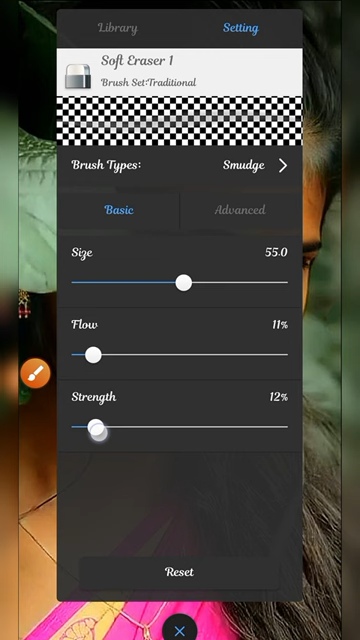 Library Setting
Soft Eraser 1
Brush Set:Traditional
Brush Types: Smudge
Basic Advanced
Size 55.0
Flow 11%
Strength 12%
Reset